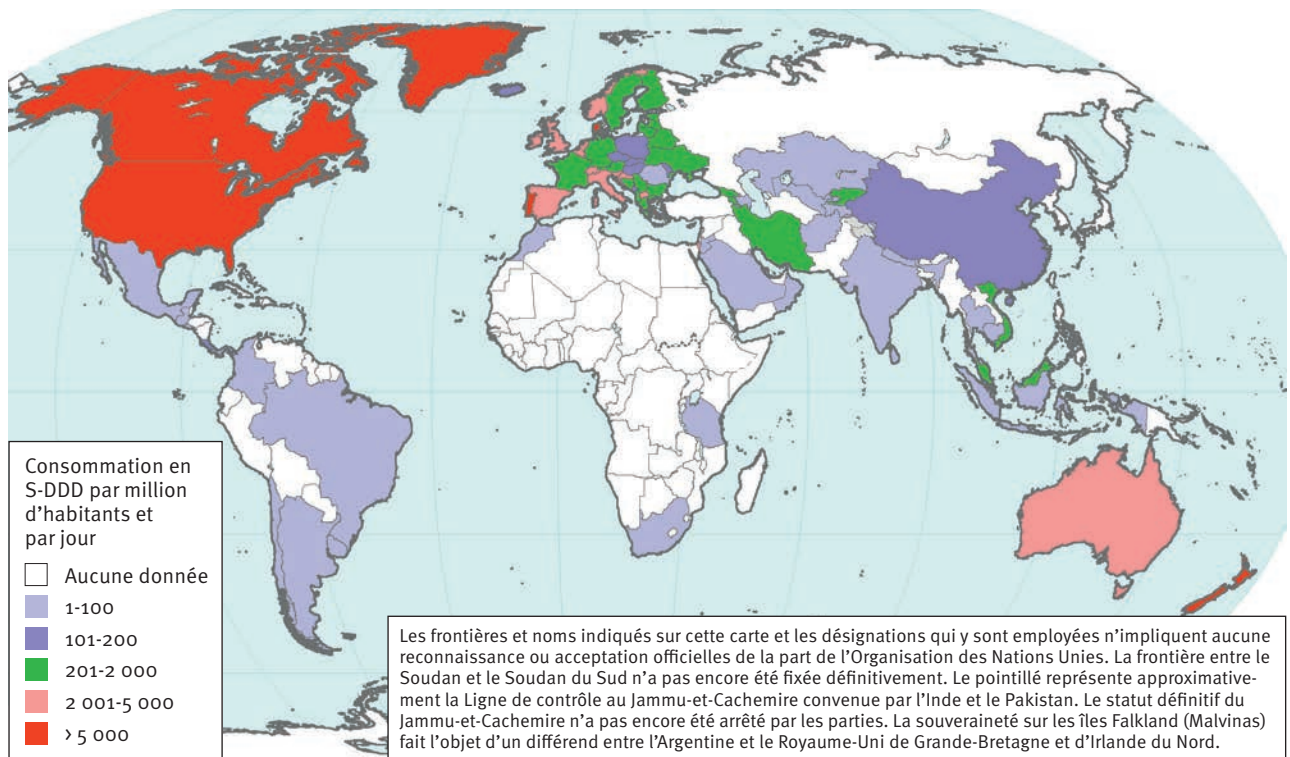 Consommation en
S-DDD par million
d’habitants et
par jour
Aucune donnée
1-100
101-200
201-2 000
2 001-5 000
> 5 000
Les frontières et noms indiqués sur cette carte et les désignations qui y sont employées n’impliquent aucune
reconnaissance ou acceptation officielles de la part de l’Organisation des Nations Unies. La frontière entre le
Soudan et le Soudan du Sud n’a pas encore été fixée définitivement. Le pointillé représente approximative-
ment la Ligne de contrôle au Jammu-et-Cachemire convenue par l’Inde et le Pakistan. Le statut définitif du
Jammu-et-Cachemire n’a pas encore été arrêté par les parties. La souveraineté sur les îles Falkland (Malvinas)
fait l’objet d’un différend entre l’Argentine et le Royaume-Uni de Grande-Bretagne et d’Irlande du Nord.